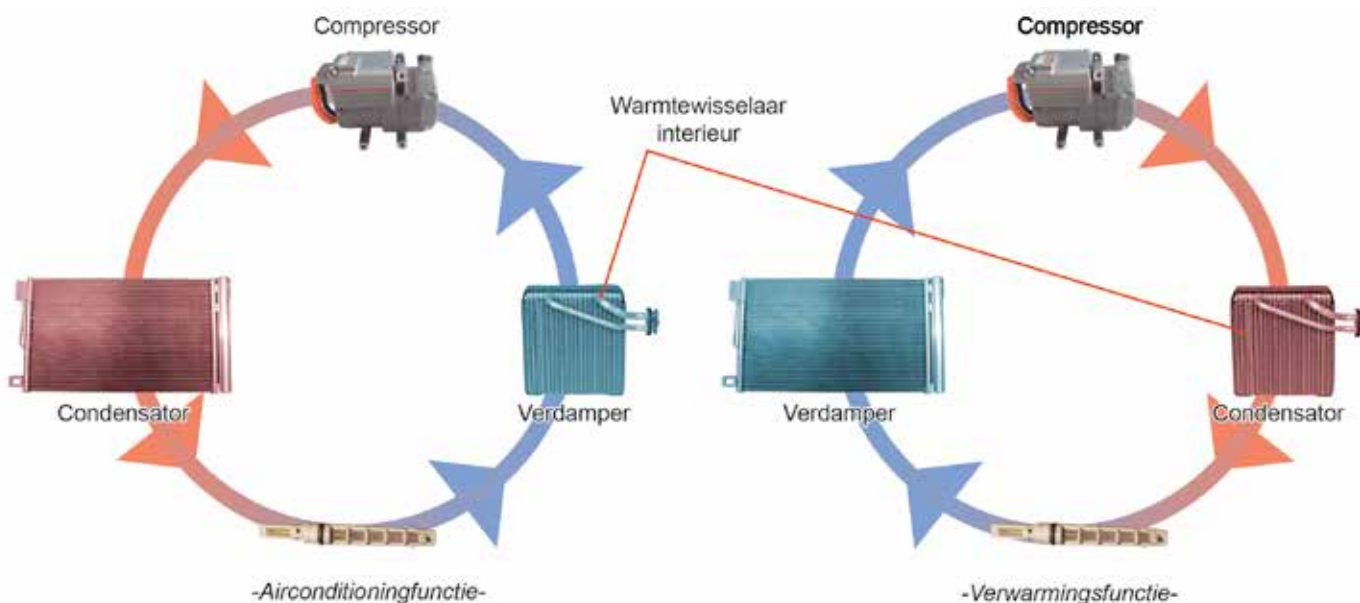 Compressor
Compressor
Warmtewisselaar
interieur
Condensator
Verdamper
Verdamper
Condensator
-Airconditioningfunctie-
-Verwarmingsfunctie-